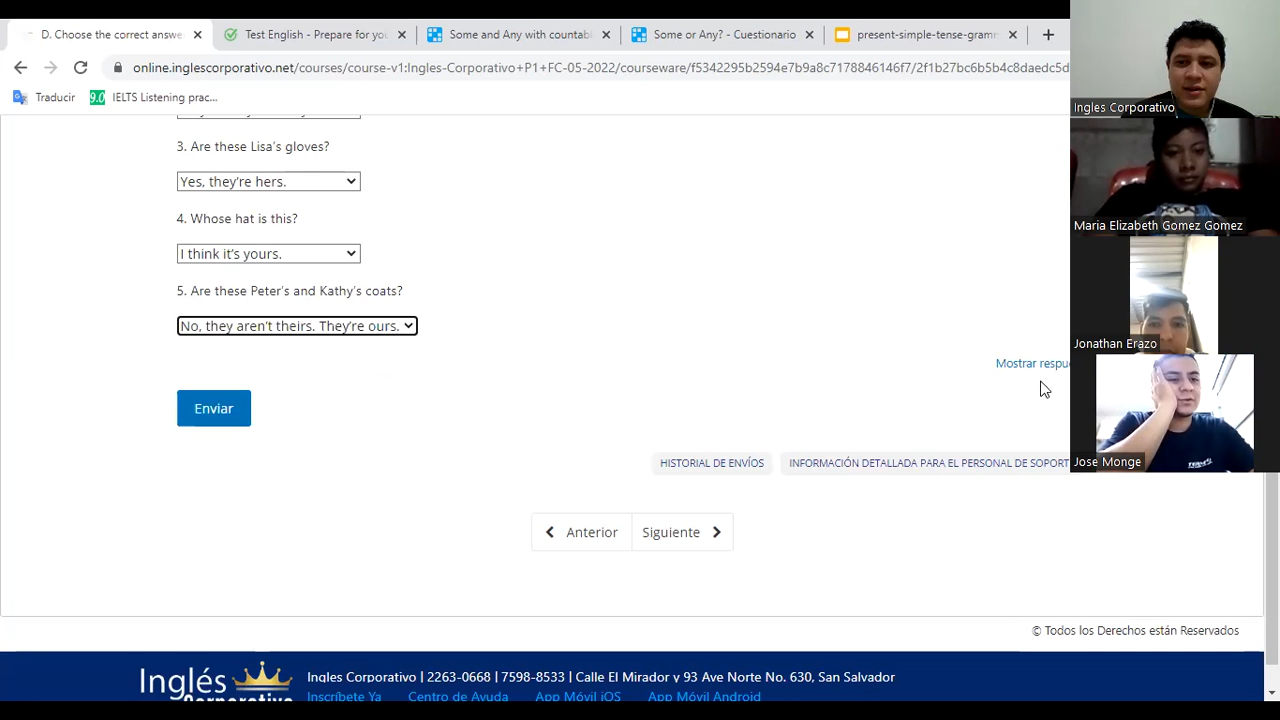 D. Choose the correct answe
Test English - Prepare for you
Some and Any with countab
Some or Any? - Cuestionario
present-simple-tense-gramn
online.inglescorporativo.net/courses/course-v1:Ingles-Corporativo+P1+FC-05-2022/courseware/f5342295b2594e7b9a8c7178846146f7/2f1b27bc6b5b4c8daedc5d
Traducir
9.0 IELTS Listening prac...
3. Are these Lisa's gloves?
Yes, they're hers.
4. Whose hat is this?
I think it's yours.
5. Are these Peter's and Kathy's coats?
No, they aren't theirs. They're ours.
Mostrar respu
Enviar
HISTORIAL DE ENVÍOS
INFORMACIÓN DETALLADA PARA EL PERSONAL DE SOPORT
Anterior
Siguiente
© Todos los Derechos están Reservados
Inglés
Corporativo
Ingles Corporativo | 2263-0668 | 7598-8533 | Calle El Mirador y 93 Ave Norte No. 630, San Salvador
Inscríbete Ya
Centro de Ayuda
App Móvil iOS
App Móvil Android
Ingles Corporativo
Maria Elizabeth Gomez Gomez
Jonathan Erazo
Jose Monge